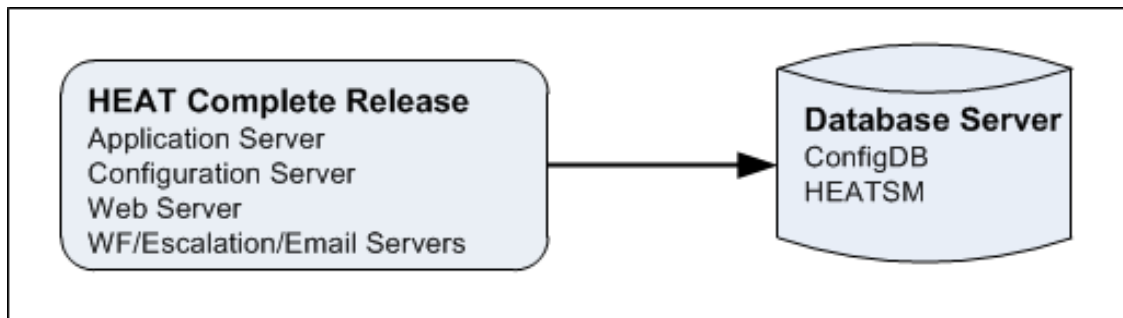 HEAT Complete Release
Application Server
Configuration Server
Web Server
WF/Escalation/Email Servers
Database Server
ConfigDB
HEATSM